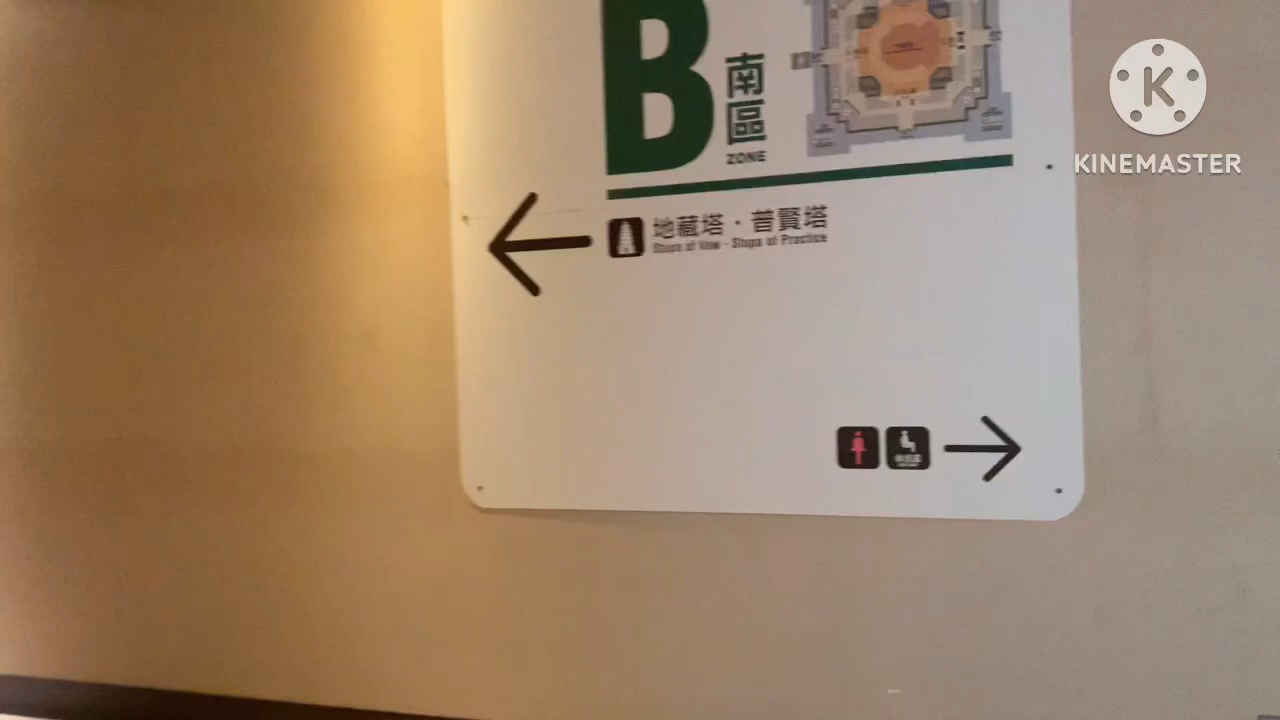 B
南區
ZONE
地藏塔・普賢塔
Stupa of Vow · Stupa of Practice
KINEMASTER